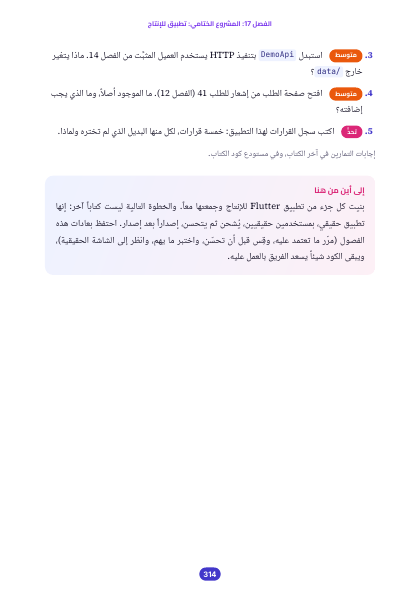 الفصل 17: المشروع الختامي: تطبيق للإنتاج
3. متوسط استبدل DemoApi بتنفيذ HTTP يستخدم العميل المثبَّت من الفصل 14. ماذا يتغير
خارج data/ ؟
4. متوسط افتح صفحة الطلب من إشعار للطلب 41 (الفصل 12). ما الموجود أصلاً، وما الذي يجب
إضافته؟
5. تحدٍّ اكتب سجل القرارات لهذا التطبيق: خمسة قرارات، لكل منها البديل الذي لم تختره ولماذا.
إجابات التمارين في آخر الكتاب، وفي مستودع كود الكتاب.
إلى أين من هنا
بنيت كل جزء من تطبيق Flutter للإنتاج وجمعتها معاً. والخطوة التالية ليست كتاباً آخر: إنها
تطبيق حقيقي، بمستخدمين حقيقيين، يُشحن ثم يتحسن، إصداراً بعد إصدار. احتفظ بعادات هذه
الفصول (مرّر ما تعتمد عليه، وقِس قبل أن تحسّن، واختبر ما يهم، وانظر إلى الشاشة الحقيقية)،
ويبقى الكود شيئاً يسعد الفريق بالعمل عليه.
314